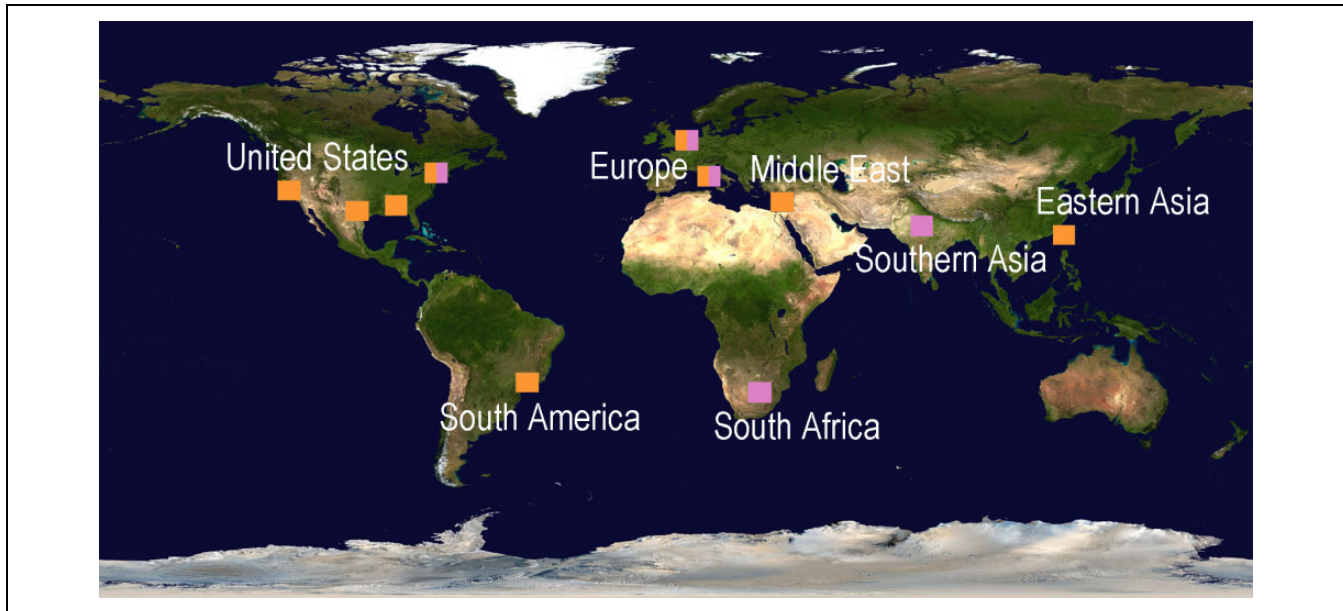 United States
Europe
Middle East
Eastern Asia
Southern Asia
South America
South Africa